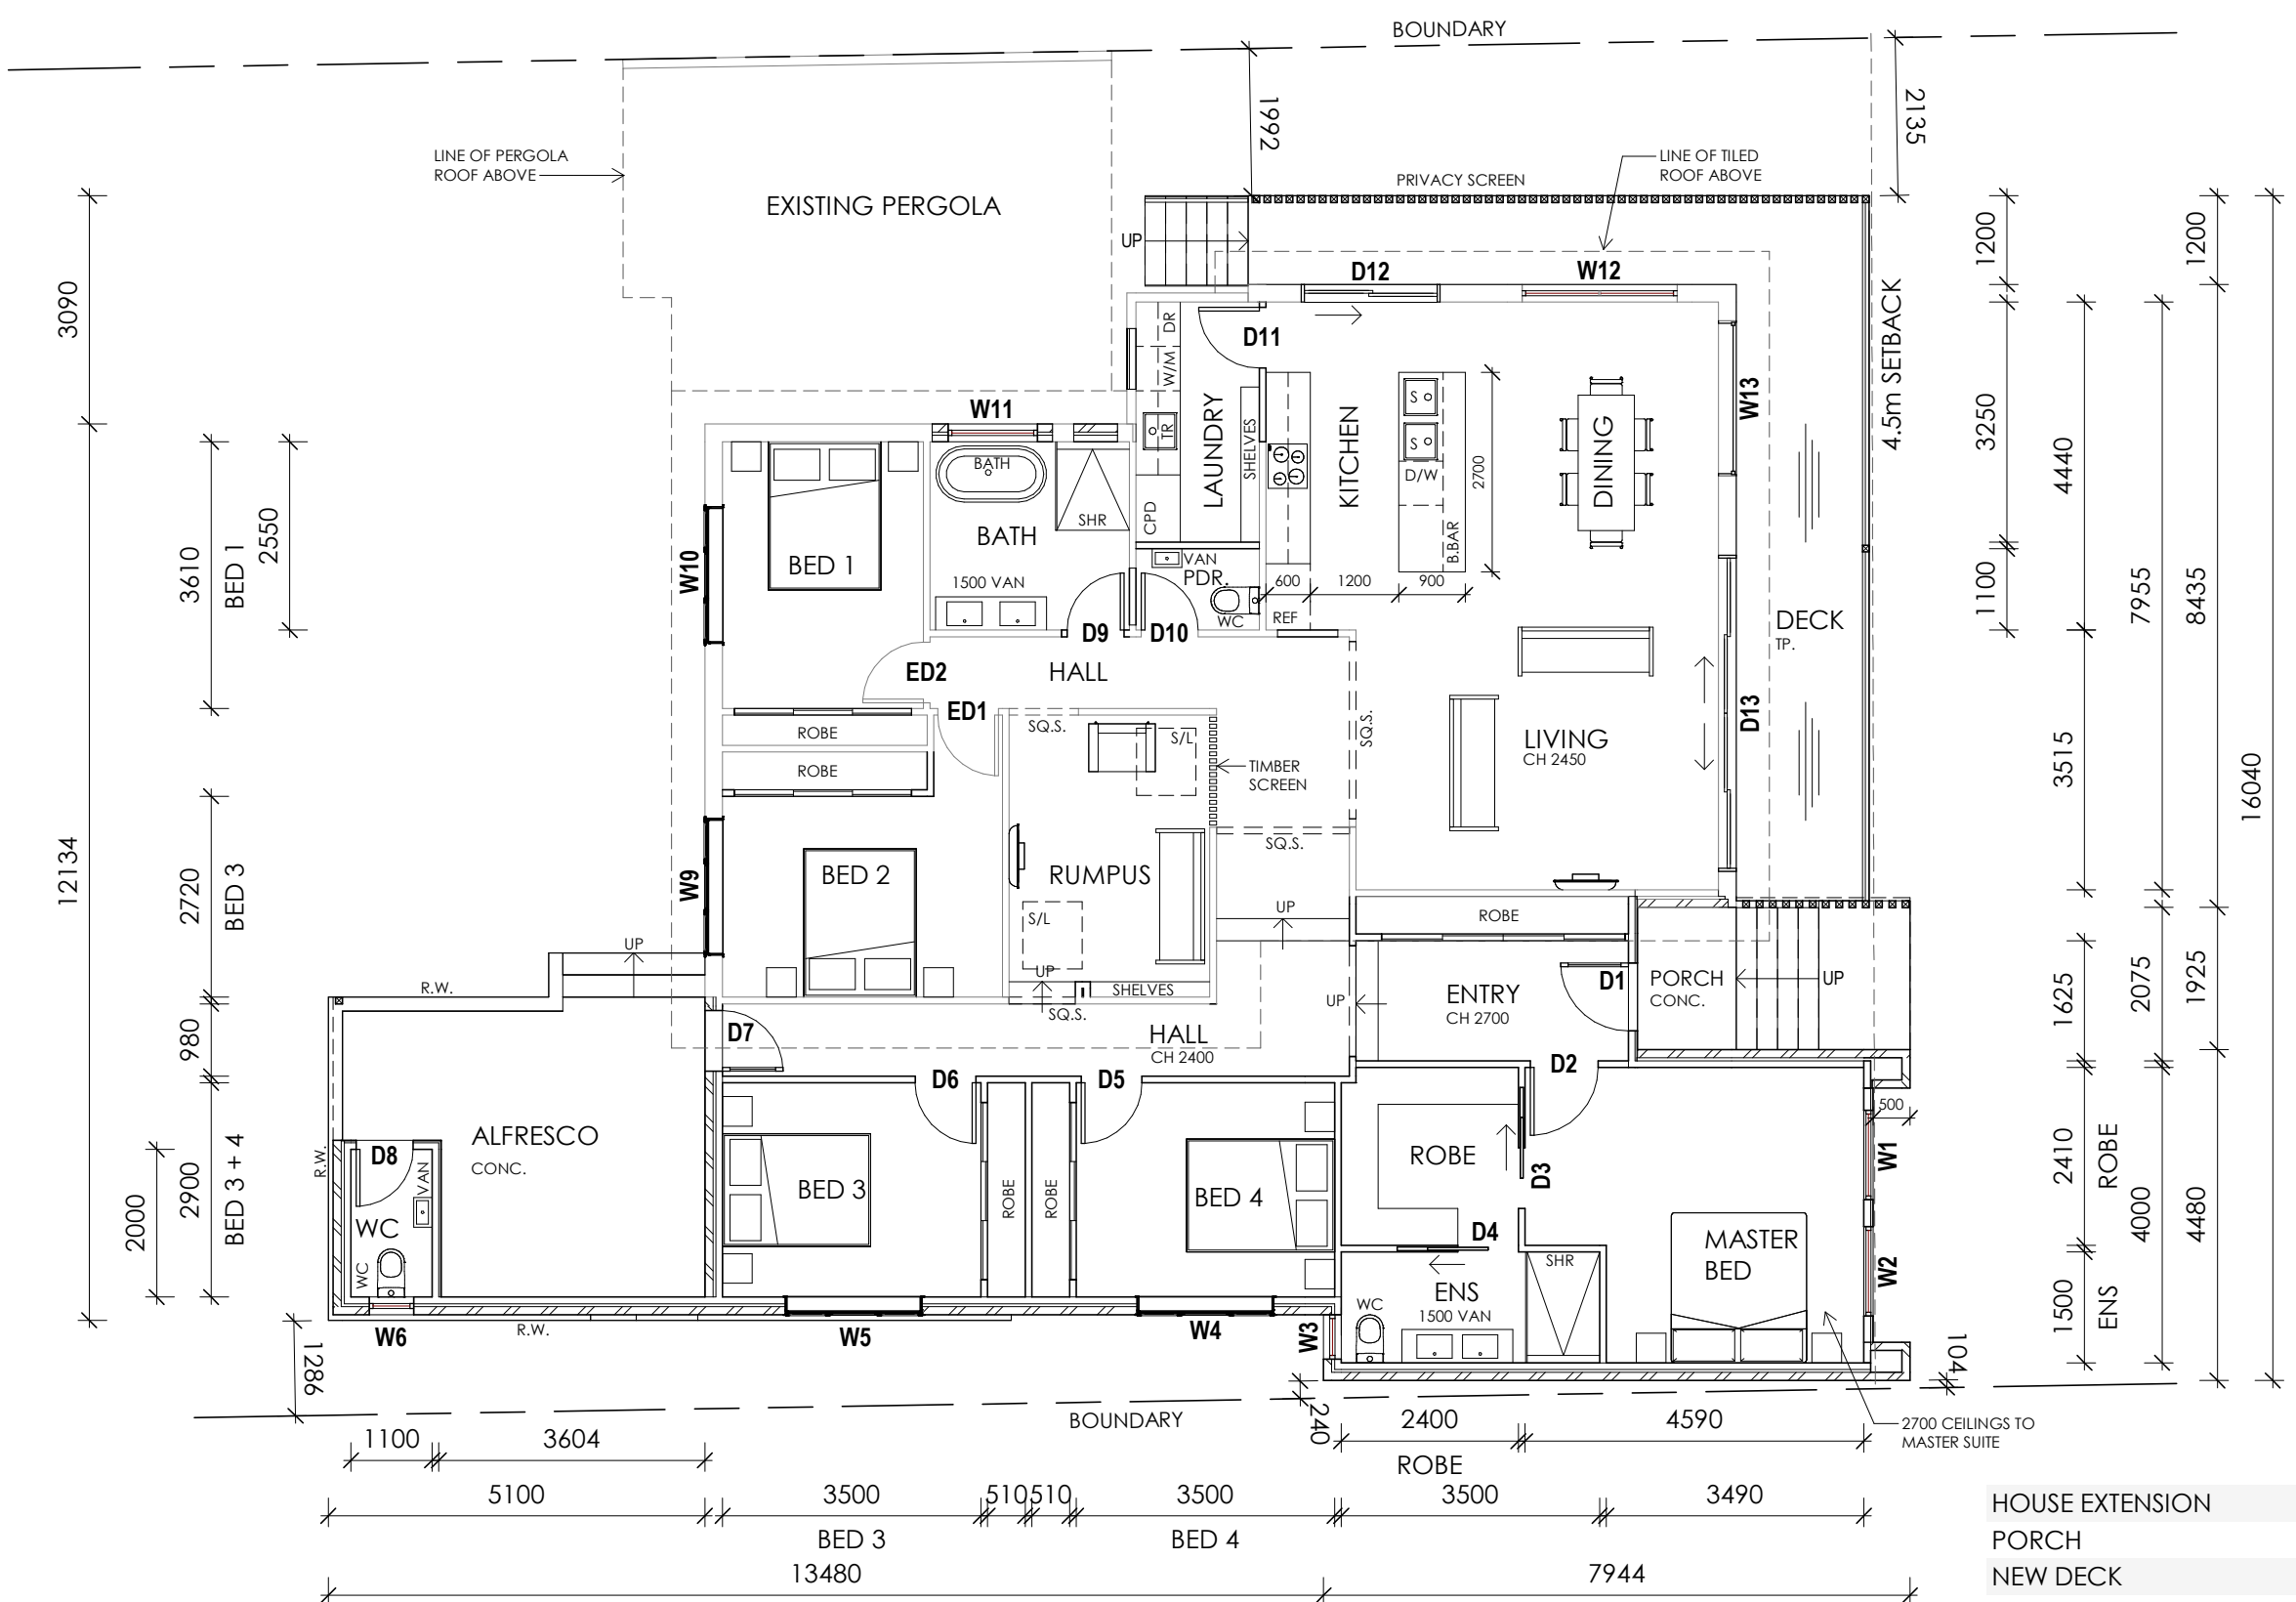 BOUNDARY
1992
2135
LINE OF PERGOLA
ROOF ABOVE
LINE OF TILED
ROOF ABOVE
PRIVACY SCREEN
EXISTING PERGOLA
UP
D12
W12
1200
1200
3090
4.5m SETBACK
DR
W/M
TR
CPD
LAUNDRY
SHELVES
D11
KITCHEN
S
S
D/W
B.BAR
2700
DINING
W13
3250
4440
W11
BATH
SHR
BATH
1500 VAN
BED 1
W10
3610
BED 1
2550
VAN
PDR.
WC
600
1200
900
REF
D9
D10
1100
7955
8435
DECK
TP.
ED2
HALL
ED1
SQ.S.
SQ.S.
ROBE
ROBE
S/L
TIMBER
SCREEN
LIVING
CH 2450
D13
3515
16040
12134
2720
BED 3
W9
BED 2
RUMPUS
SQ.S.
S/L
UP
UP
UP
ROBE
R.W.
SHELVES
SQ.S.
UP
ENTRY
CH 2700
D1
PORCH
CONC.
UP
1625
2075
1925
980
D7
HALL
CH 2400
D6
D5
D2
500
ALFRESCO
CONC.
R.W.
D8
VAN
WC
WC
2000
2900
BED 3 + 4
BED 3
ROBE
ROBE
BED 4
ROBE
D3
D4
W1
W2
2410
ROBE
4000
4480
MASTER
BED
SHR
ENS
1500 VAN
WC
1500
ENS
W6
R.W.
W5
W4
W3
1286
104
240
BOUNDARY
2700 CEILINGS TO
MASTER SUITE
1100
3604
2400
4590
ROBE
5100
3500
510
510
3500
3500
3490
BED 3
BED 4
13480
7944
HOUSE EXTENSION
PORCH
NEW DECK